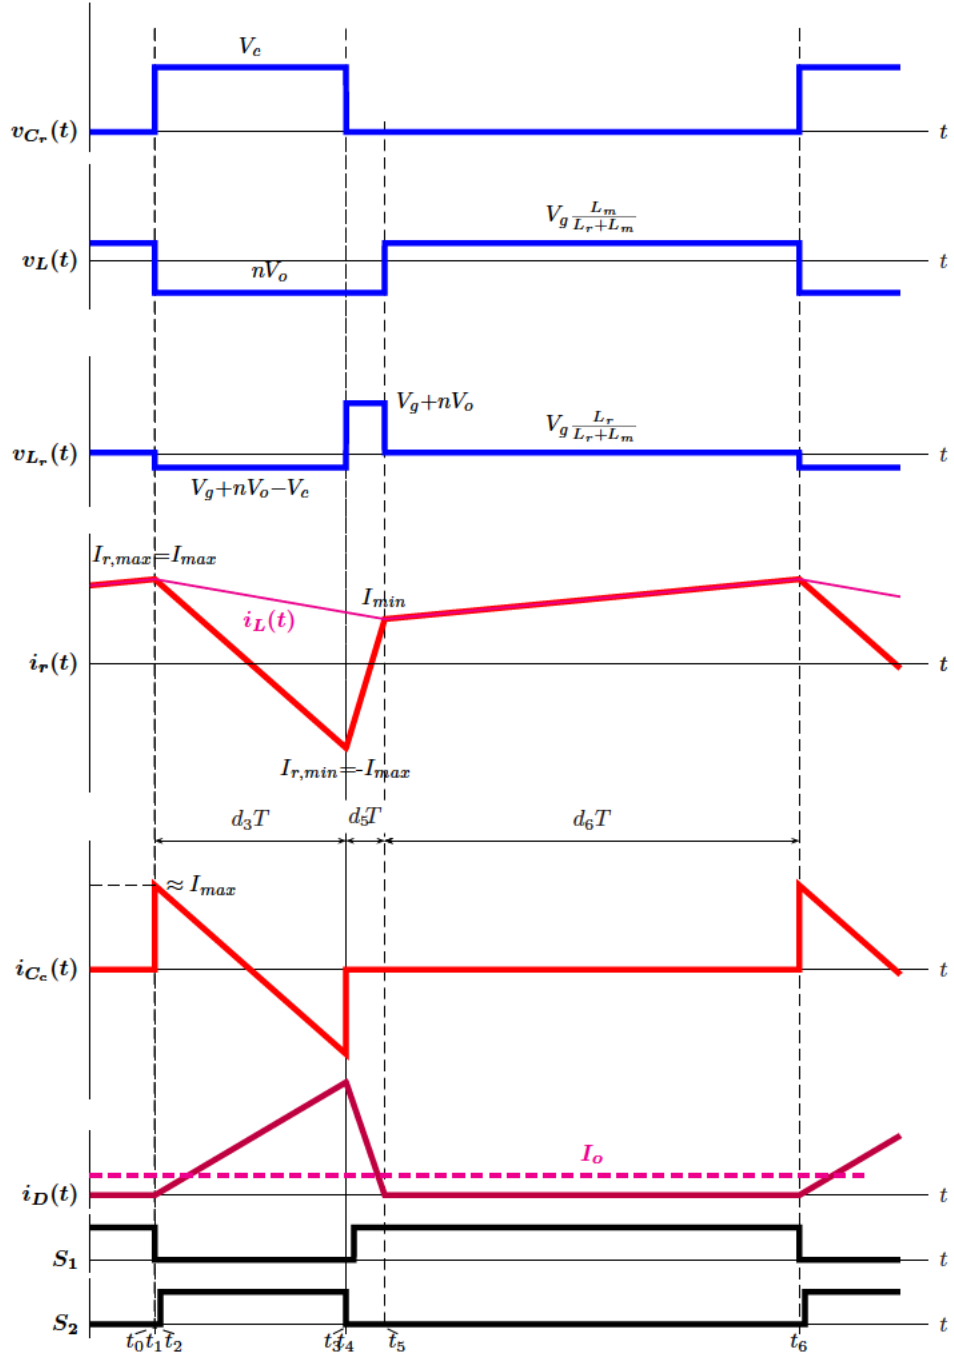 V_c
v_{C_r}(t) t
V_g \frac{L_m}{L_r+L_m}
v_L(t) nV_o t
V_g+nV_o V_g \frac{L_r}{L_r+L_m}
v_{L_r}(t) t
V_g+nV_o−V_c
I_{r,max}=I_{max}
I_{min}
i_L(t)
i_r(t) t
I_{r,min}=-I_{max}
d_3T d_5T d_6T
≈ I_{max}
i_{C_c}(t) t
I_o
i_D(t) t
S_1 t
S_2 t
t_0 t_1 t_2 t_3 t_4 t_5 t_6